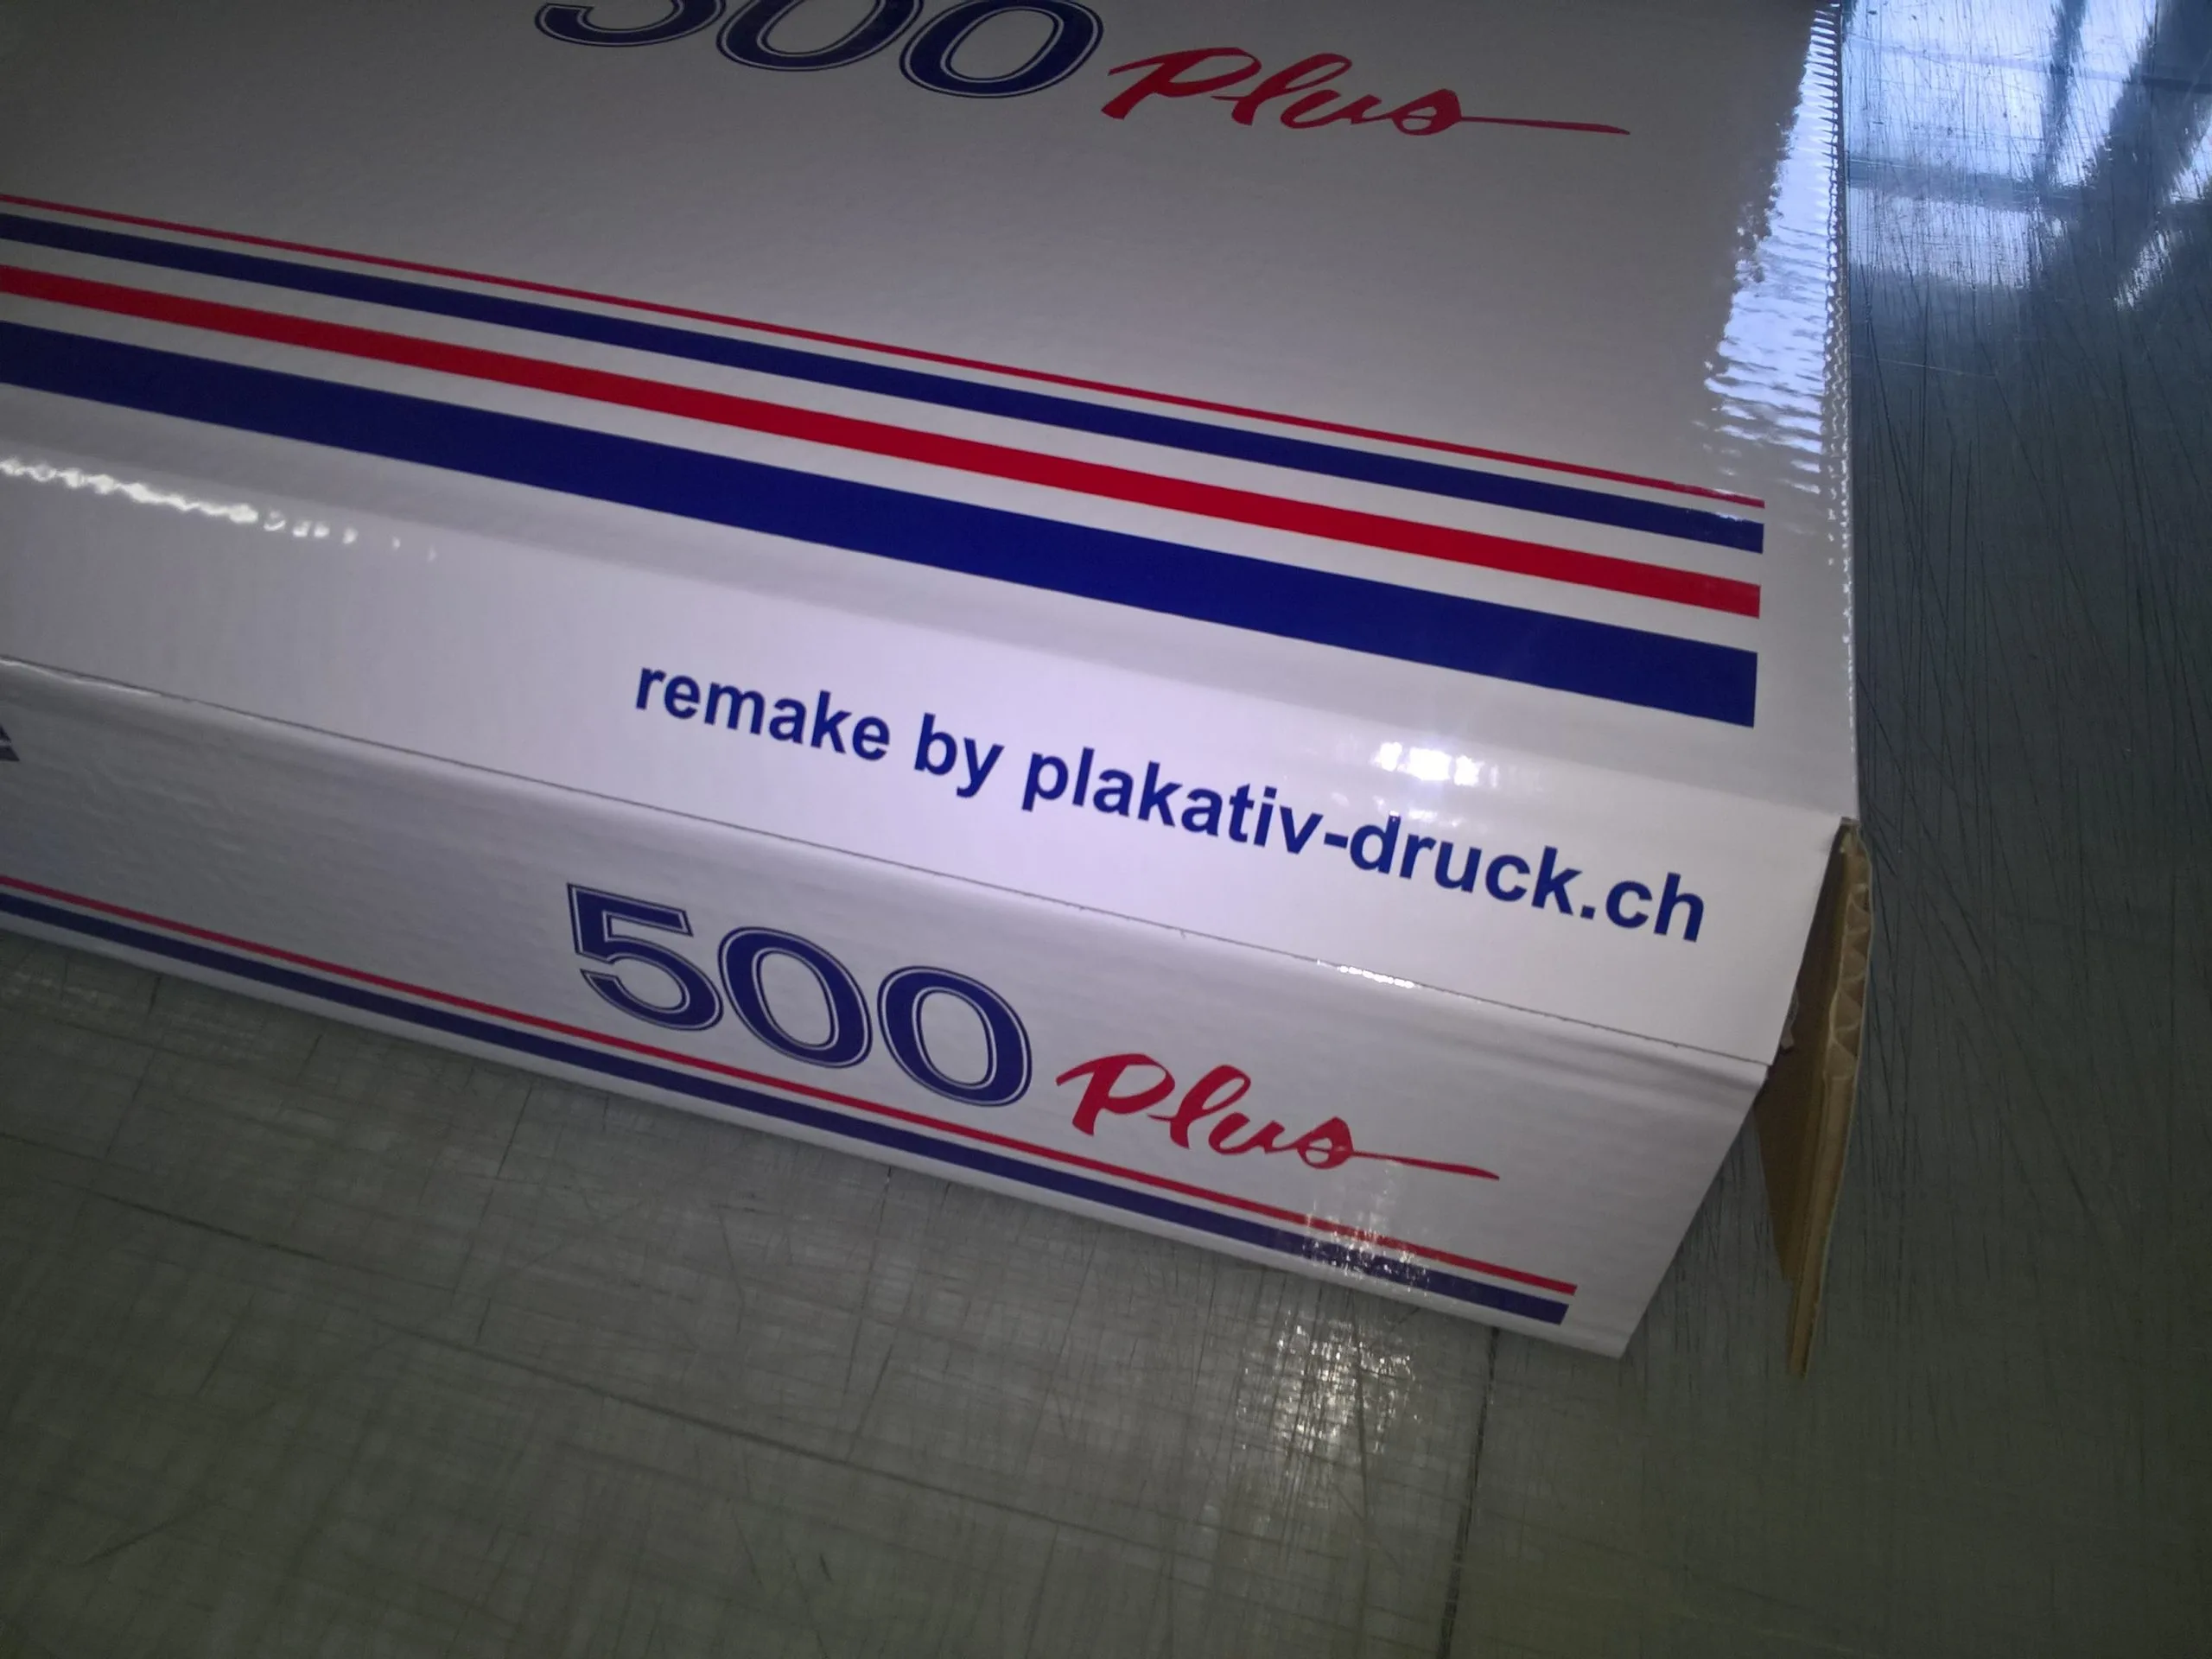 500 Plus
remake by plakativ-druck.ch
500 Plus